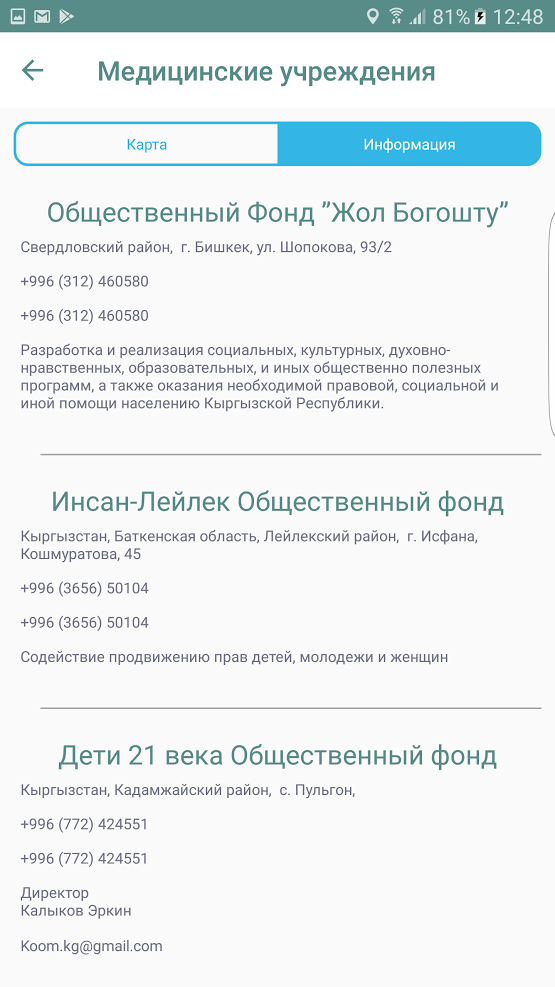 81% 12:48
Медицинские учреждения
Карта
Информация
Общественный Фонд ”Жол Богошту”
Свердловский район,  г. Бишкек, ул. Шопокова, 93/2
+996 (312) 460580
+996 (312) 460580
Разработка и реализация социальных, культурных, духовно-
нравственных, образовательных, и иных общественно полезных
программ, а также оказания необходимой правовой, социальной и
иной помощи населению Кыргызской Республики.
Инсан-Лейлек Общественный фонд
Кыргызстан, Баткенская область, Лейлекский район,  г. Исфана,
Кошмуратова, 45
+996 (3656) 50104
+996 (3656) 50104
Содействие продвижению прав детей, молодежи и женщин
Дети 21 века Общественный фонд
Кыргызстан, Кадамжайский район,  с. Пульгон,
+996 (772) 424551
+996 (772) 424551
Директор
Калыков Эркин
Koom.kg@gmail.com